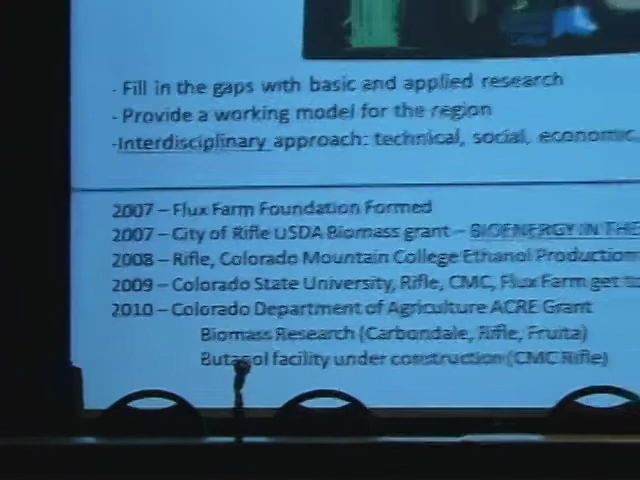 - Fill in the gaps with basic and applied research
- Provide a working model for the region
-Interdisciplinary approach: technical, social, economic
2007 – Flux Farm Foundation Formed
2007 – City of Rifle USDA Biomass grant – BIOENERGY IN THE
2008 – Rifle, Colorado Mountain College Ethanol Production
2009 – Colorado State University, Rifle, CMC, Flux Farm get
2010 – Colorado Department of Agriculture ACRE Grant
Biomass Research (Carbondale, Rifle, Fruita)
Butanol facility under construction (CMC Rifle)